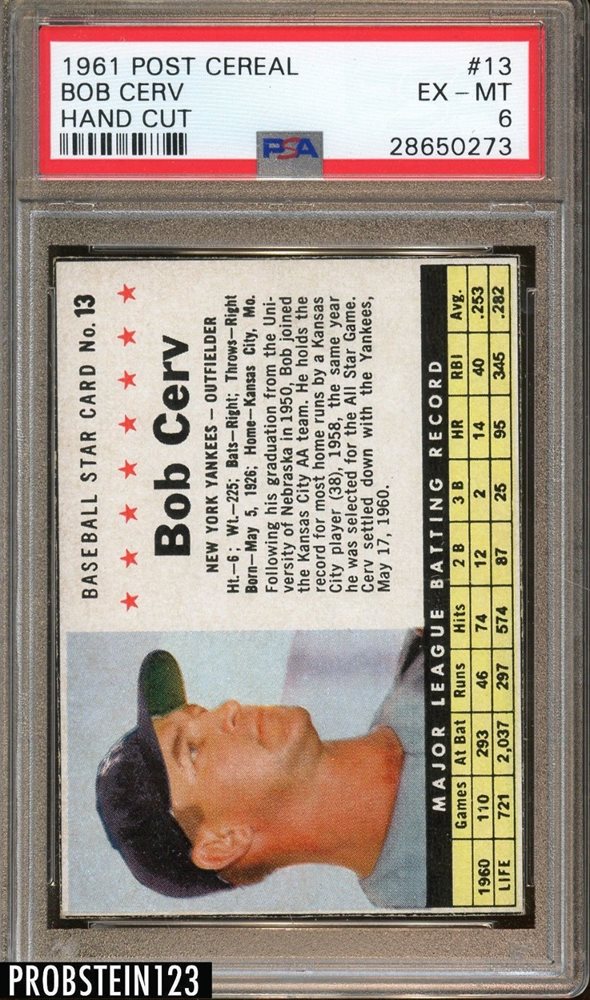 1961 POST CEREAL #13
BOB CERV EX - MT
HAND CUT 6
PSA 28650273
BASEBALL STAR CARD No. 13
Bob Cerv
NEW YORK YANKEES – OUTFIELDER
Ht.—6; Wt.—225; Bats—Right; Throws—Right
Born—May 5, 1926; Home—Kansas City, Mo.
Following his graduation from the Uni-
versity of Nebraska in 1950, Bob joined
the Kansas City AA team. He holds the
record for most home runs by a Kansas
City player (38), 1958, the same year
he was selected for the All Star Game.
Cerv settled down with the Yankees,
May 17, 1960.
MAJOR LEAGUE BATTING RECORD
Games At Bat Runs Hits 2 B 3 B HR RBI Avg.
1960 110 293 46 74 12 2 14 40 .253
LIFE 721 2,037 297 574 87 25 95 345 .282
PROBSTEIN123